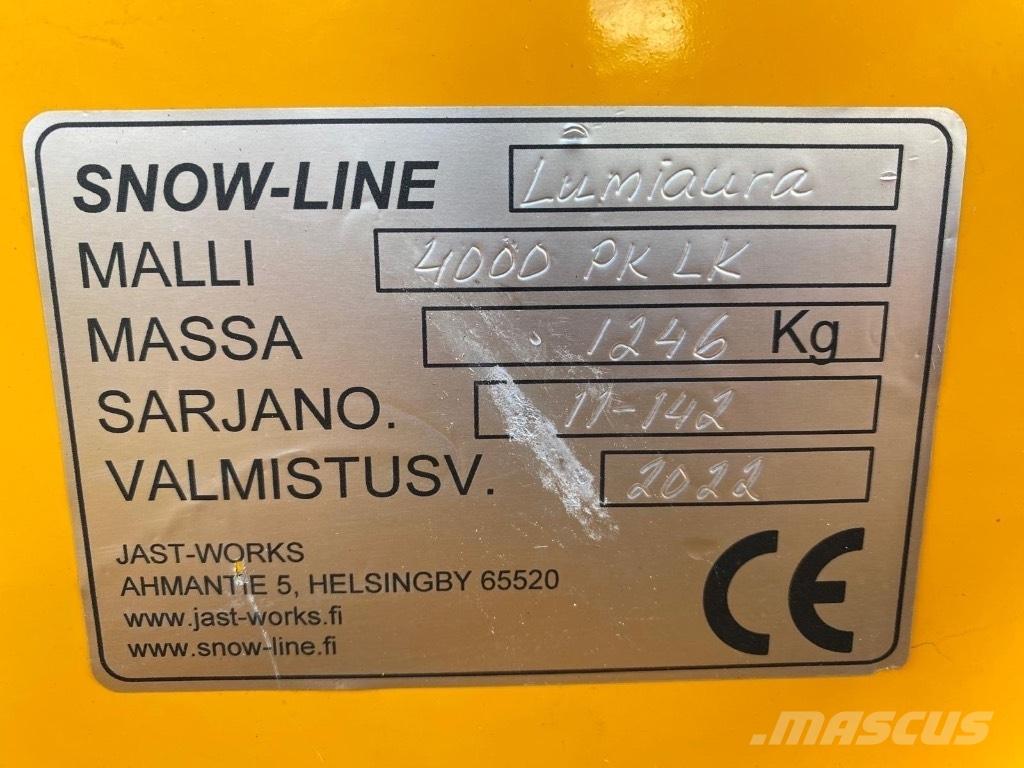 SNOW-LINE Lumiaura
MALLI 4000 PK LK
MASSA 1246 Kg
SARJANO. 11-142
VALMISTUSV. 2022
JAST-WORKS
AHMANTIE 5, HELSINGBY 65520
www.jast-works.fi
www.snow-line.fi
CE
MASCUS